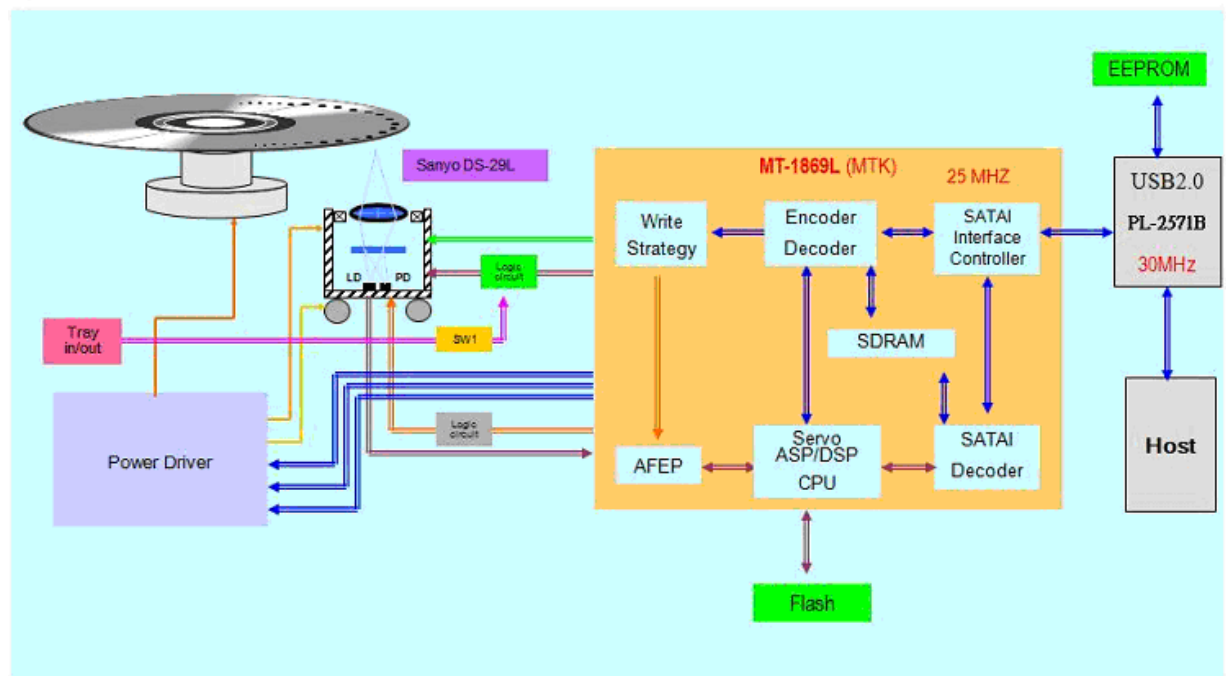 EEPROM
Sanyo DS-29L
MT-1869L (MTK)
25 MHZ
USB2.0
PL-2571B
30MHz
Write
Strategy
Encoder
Decoder
SATAI
Interface
Controller
LD
PD
Logic
circuit
Tray
in/out
SW1
SDRAM
Host
Logic
circuit
Power Driver
AFEP
Servo
ASP/DSP
CPU
SATAI
Decoder
Flash